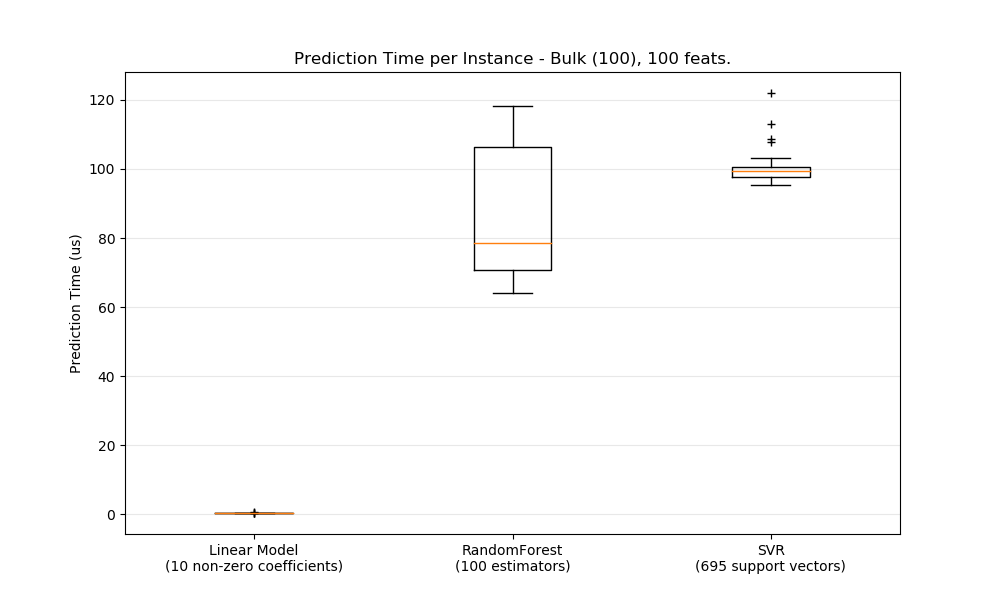 Prediction Time per Instance - Bulk (100), 100 feats.
120
100
80
60
40
20
0
Prediction Time (us)
Linear Model
(10 non-zero coefficients)
RandomForest
(100 estimators)
SVR
(695 support vectors)